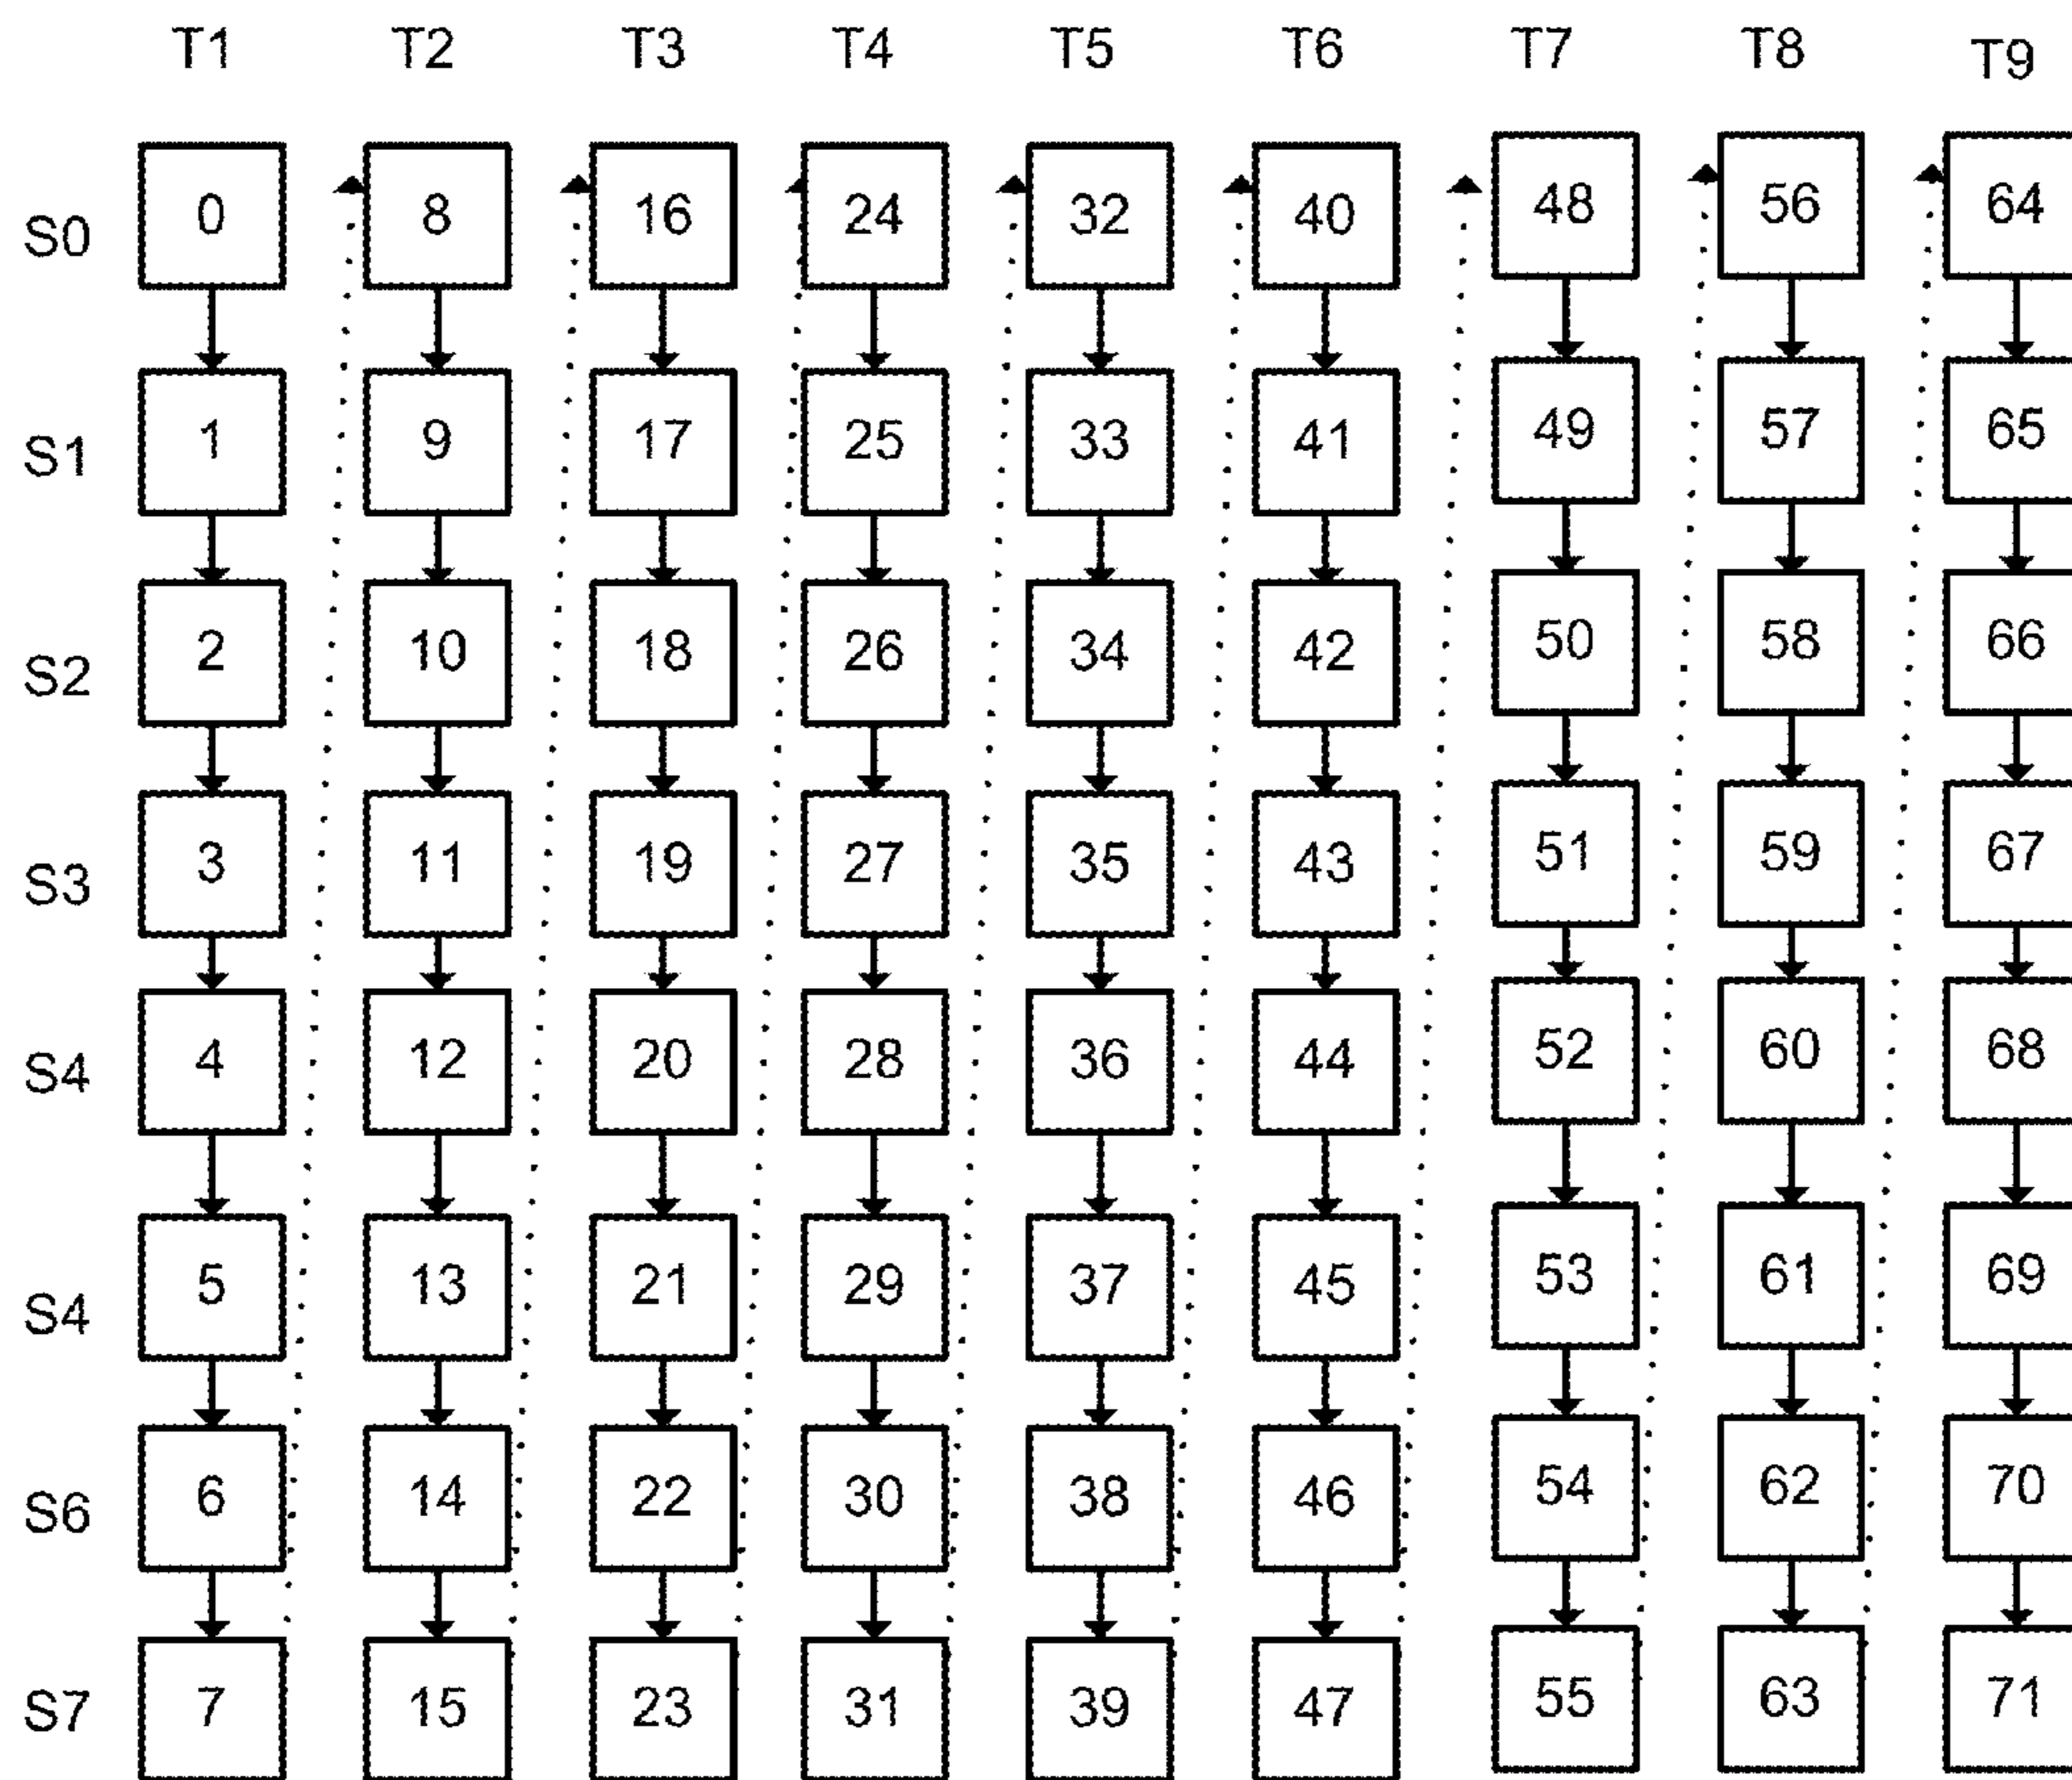 T1 T2 T3 T4 T5 T6 T7 T8 T9
S0 0 8 16 24 32 40 48 56 64
S1 1 9 17 25 33 41 49 57 65
S2 2 10 18 26 34 42 50 58 66
S3 3 11 19 27 35 43 51 59 67
S4 4 12 20 28 36 44 52 60 68
S4 5 13 21 29 37 45 53 61 69
S6 6 14 22 30 38 46 54 62 70
S7 7 15 23 31 39 47 55 63 71